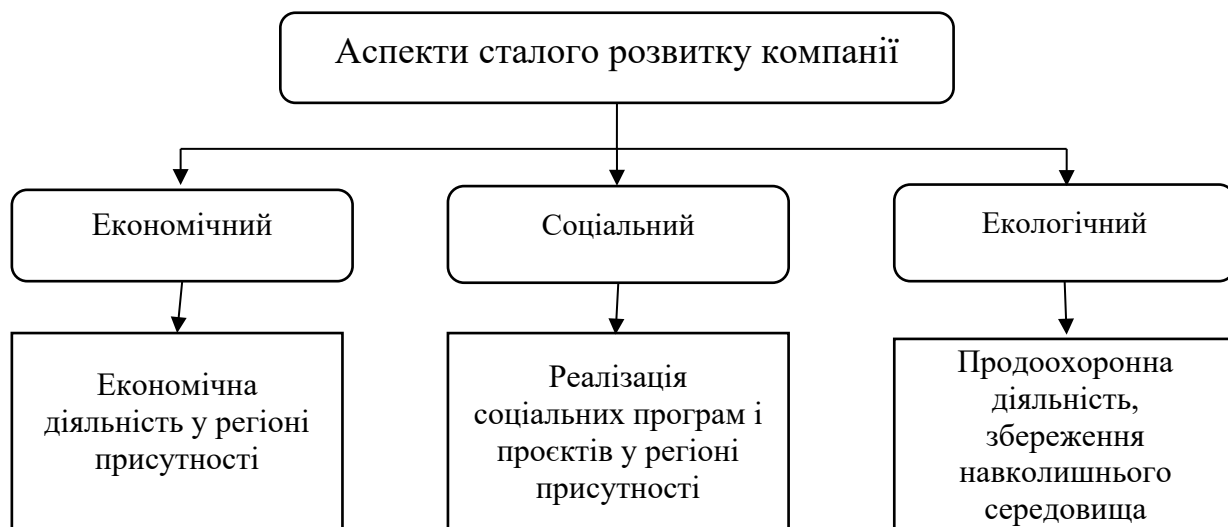 Аспекти сталого розвитку компанії
Економічний
Соціальний
Екологічний
Економічна
діяльність у регіоні
присутності
Реалізація
соціальних програм і
проєктів у регіоні
присутності
Продоохоронна
діяльність,
збереження
навколишнього
середовища